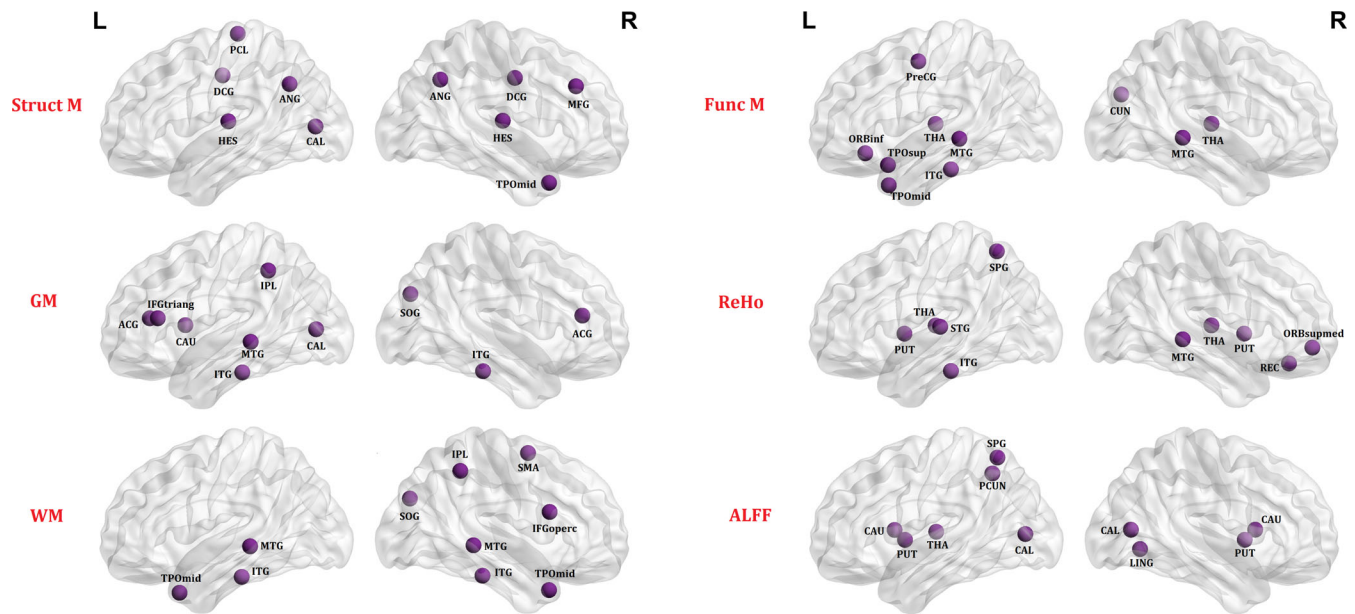 L
R
L
R
Struct M
PCL
DCG
ANG
HES
CAL
ANG
DCG
MFG
HES
TPOmid
Func M
PreCG
ORBinf
THA
TPOsup
MTG
ITG
TPOmid
CUN
MTG
THA
GM
IPL
IFGtriang
ACG
CAU
MTG
CAL
ITG
SOG
ACG
ITG
ReHo
SPG
THA
STG
PUT
ITG
ORBsupmed
THA
PUT
MTG
REC
WM
MTG
TPOmid
ITG
IPL
SMA
SOG
IFGoperc
MTG
ITG
TPOmid
ALFF
SPG
PCUN
CAU
PUT
THA
CAL
CAL
CAU
PUT
LING